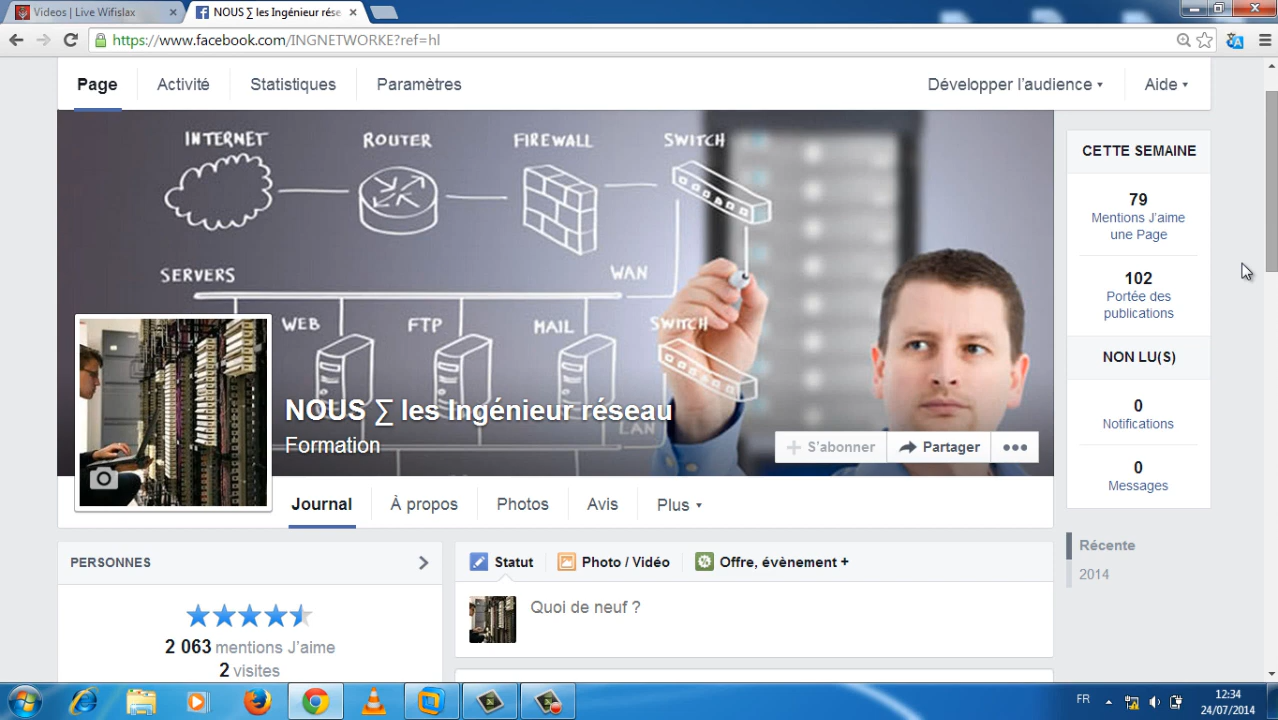 Videos | Live Wifislax
NOUS ∑ les Ingénieur rése
https://www.facebook.com/INGNETWORKE?ref=hl
Page Activité Statistiques Paramètres Développer l'audience Aide
INTERNET ROUTER FIREWALL SWITCH
SERVERS WAN
WEB FTP MAIL SWITCH
NOUS ∑ les Ingénieur réseau
LAN
Formation
S'abonner Partager
CETTE SEMAINE
79
Mentions J'aime
une Page
102
Portée des
publications
NON LU(S)
0
Notifications
0
Messages
Journal À propos Photos Avis Plus
Récente
2014
PERSONNES
Statut Photo / Vidéo Offre, évènement +
Quoi de neuf ?
2 063 mentions J'aime
2 visites
FR
12:34
24/07/2014